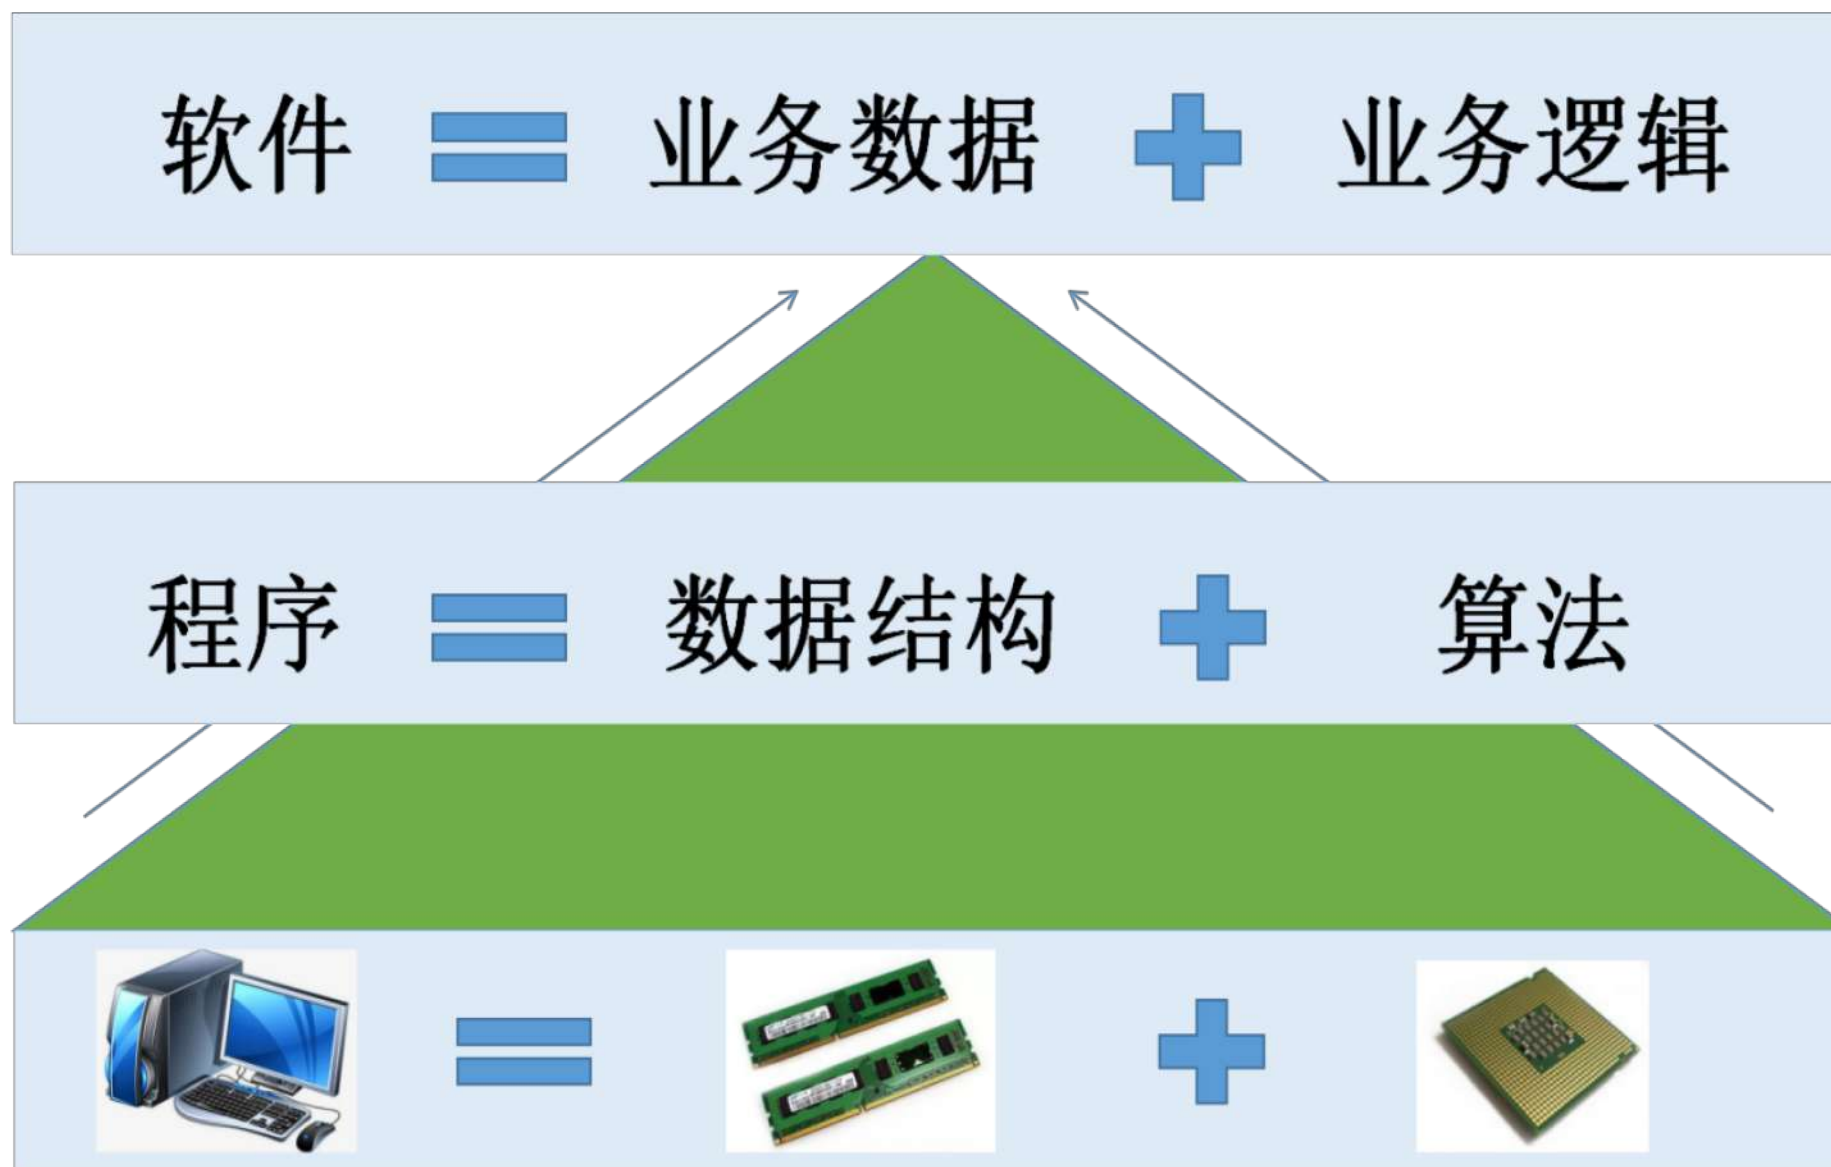 软件 = 业务数据 + 业务逻辑
程序 = 数据结构 + 算法